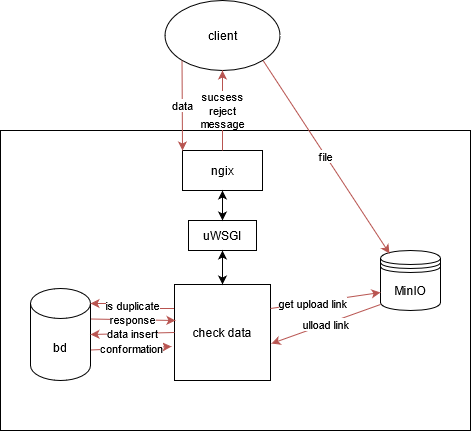 client
data
sucsess
reject
message
ngix
file
uWSGI
MinIO
is duplicate
response
data insert
conformation
bd
check data
get upload link
ulload link